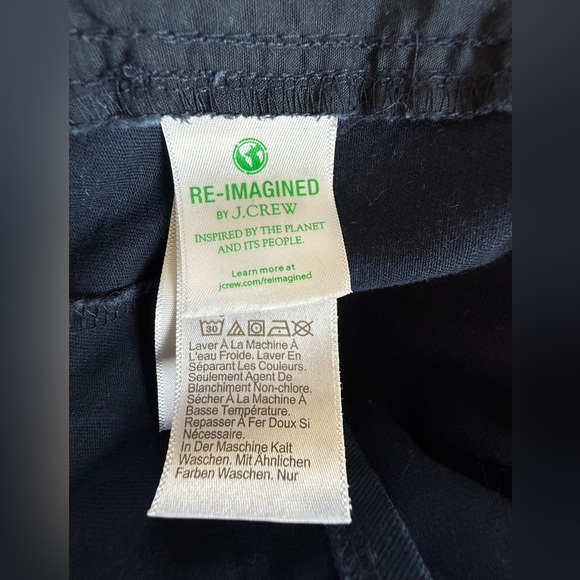 RE-IMAGINED
BY J.CREW
INSPIRED BY THE PLANET
AND ITS PEOPLE.
Learn more at
jcrew.com/reimagined
30
Laver À La Machine À
L'eau Froide. Laver En
Séparant Les Couleurs.
Seulement Agent De
Blanchiment Non-chlore.
Sécher À La Machine À
Basse Température.
Repasser À Fer Doux Si
Nécessaire.
In Der Maschine Kalt
Waschen. Mit Ähnlichen
Farben Waschen. Nur